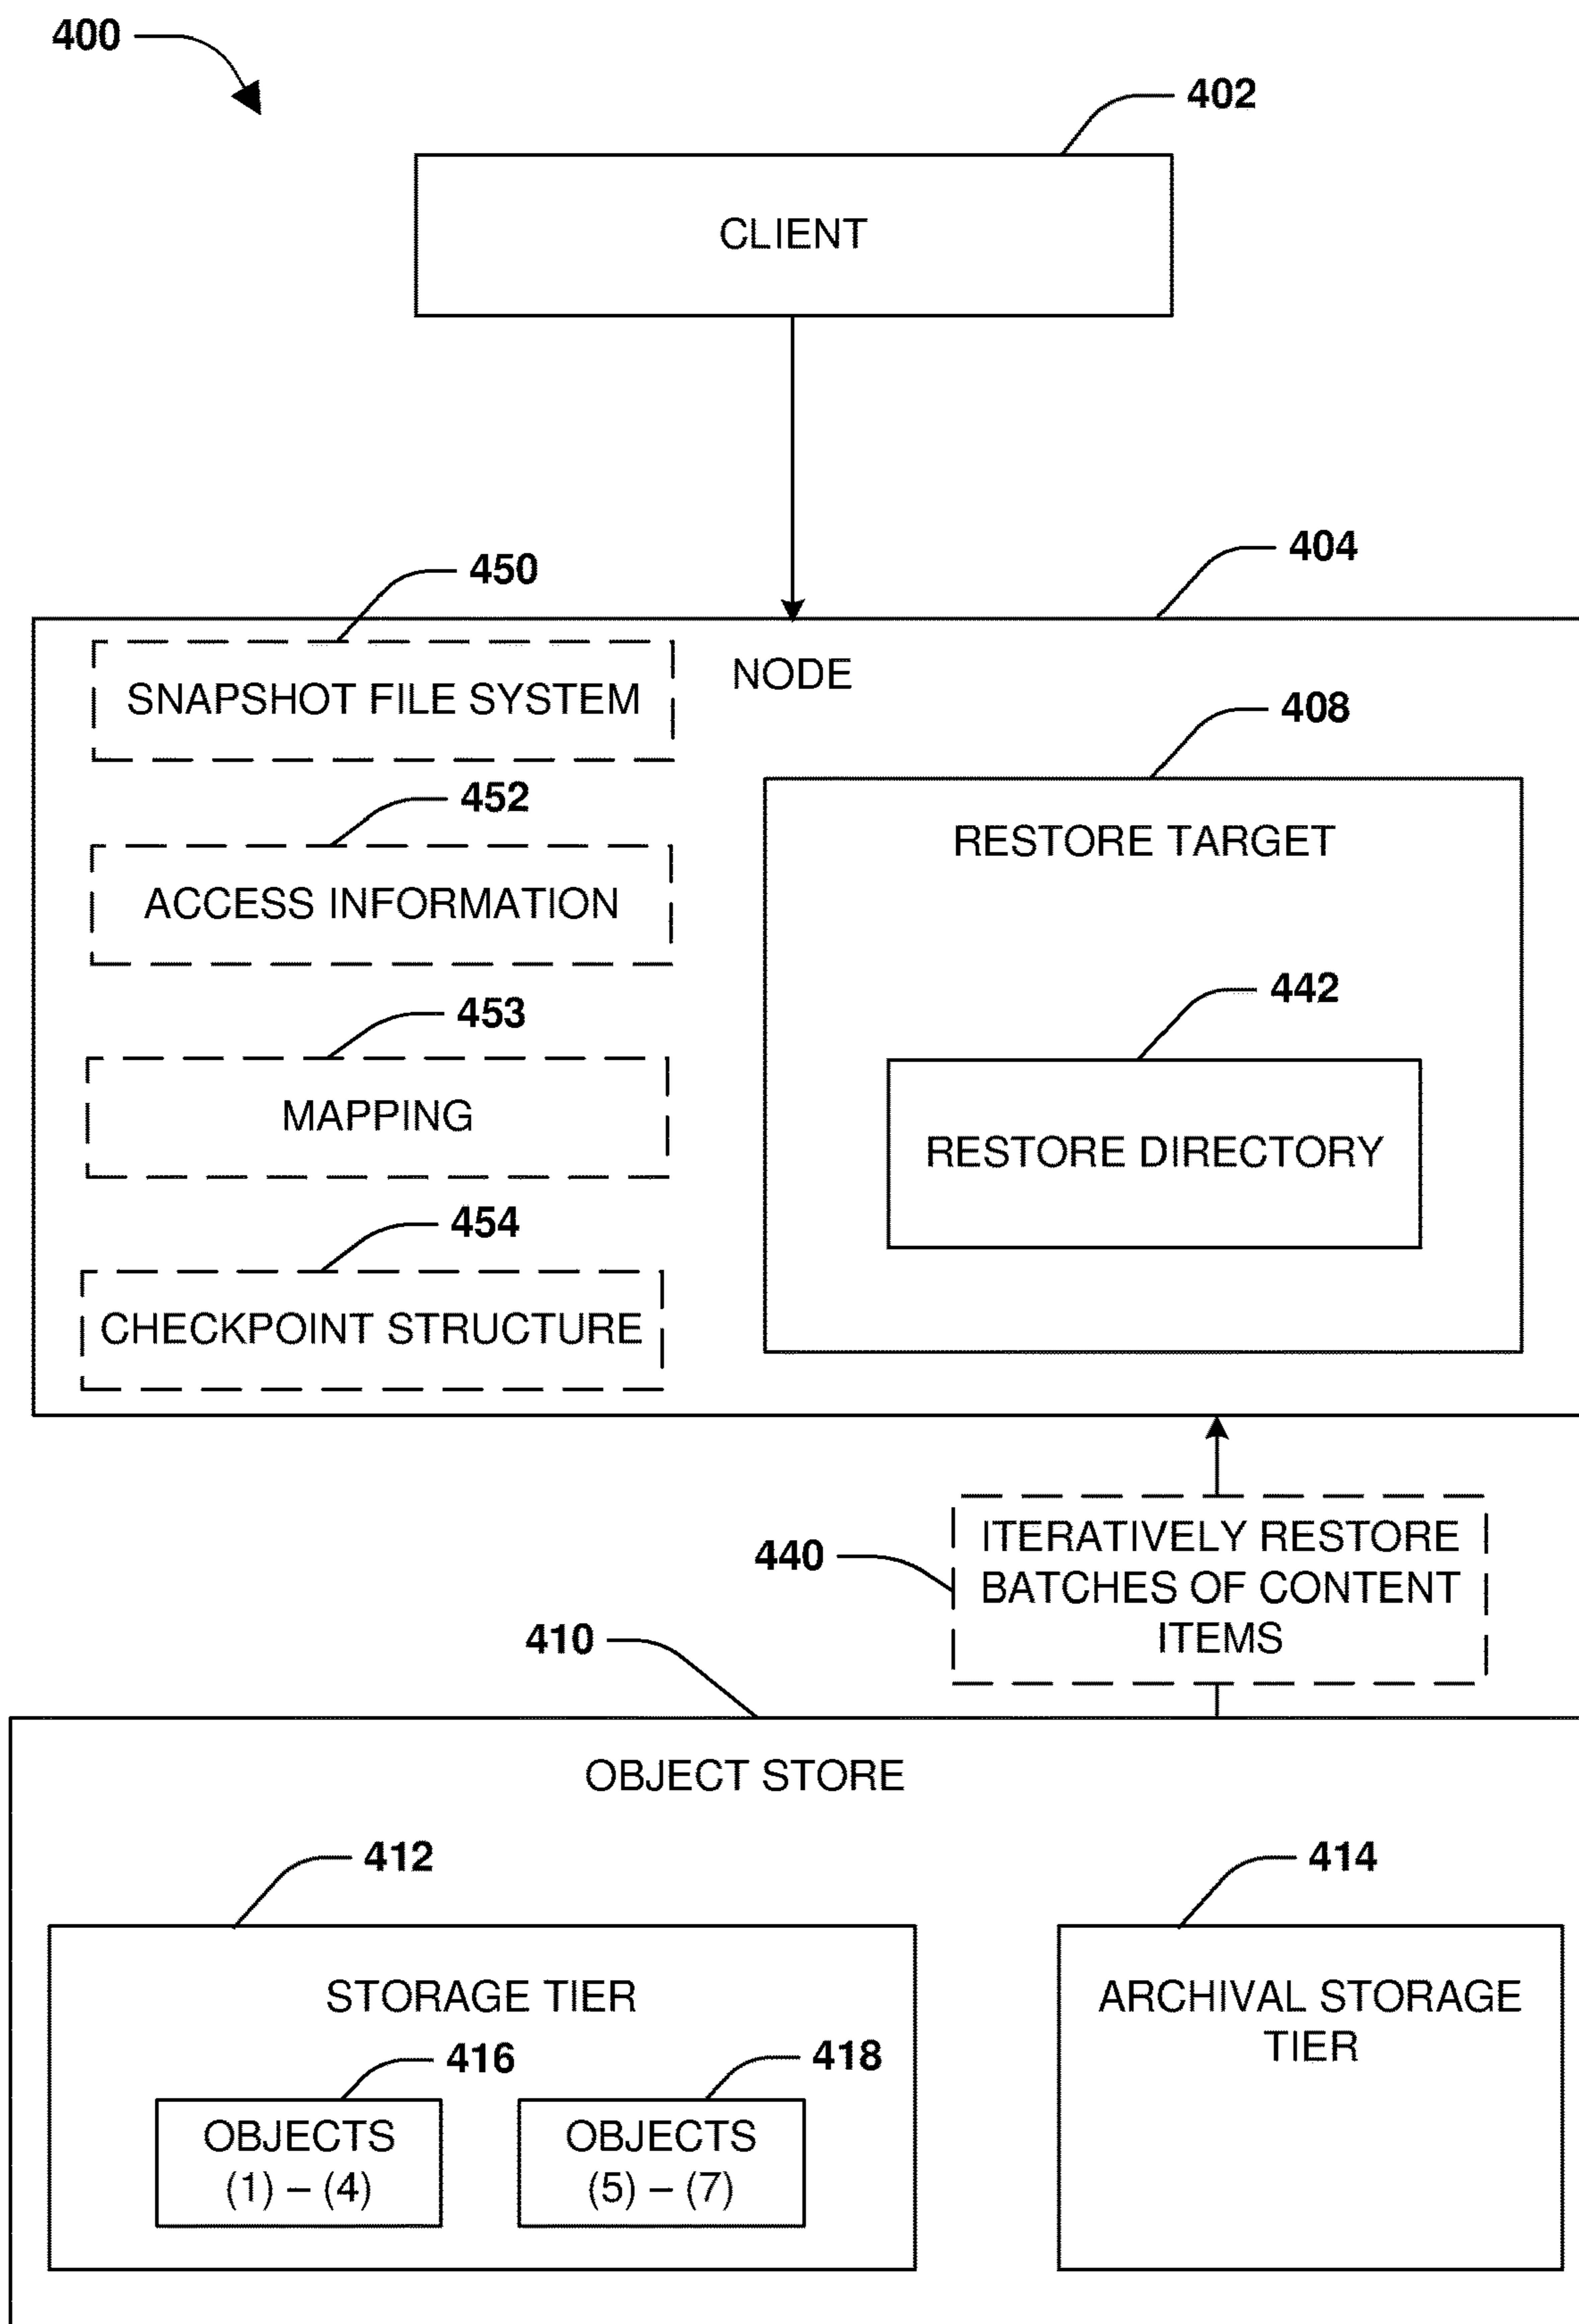 400
402
CLIENT
404
450
SNAPSHOT FILE SYSTEM
NODE
408
452
RESTORE TARGET
ACCESS INFORMATION
442
453
MAPPING
RESTORE DIRECTORY
454
CHECKPOINT STRUCTURE
440
ITERATIVELY RESTORE
BATCHES OF CONTENT
ITEMS
410
OBJECT STORE
412
414
STORAGE TIER
ARCHIVAL STORAGE
TIER
416
418
OBJECTS
(1) – (4)
OBJECTS
(5) – (7)